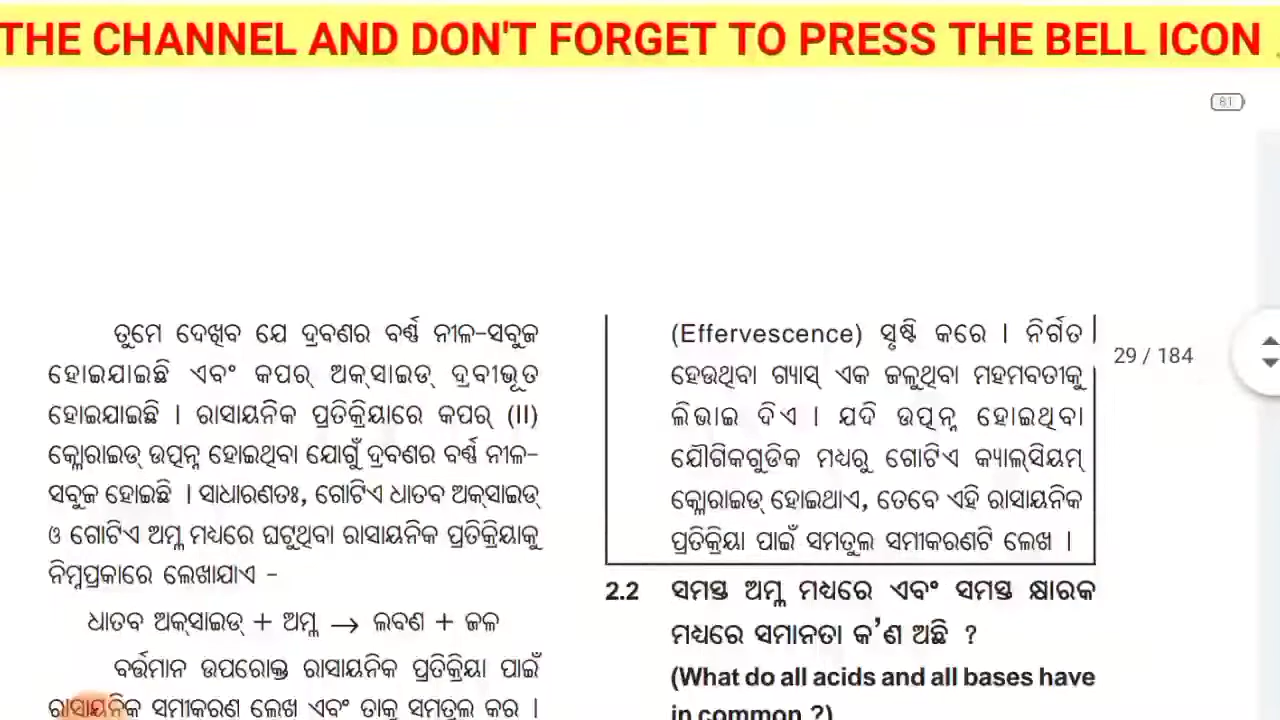 THE CHANNEL AND DON'T FORGET TO PRESS THE BELL ICON
81
ତୁମେ ଦେଖିବ ଯେ ଦ୍ରବଣର ବର୍ଣ୍ଣ ନୀଳ-ସବୁଜ
ହୋଇଯାଇଛି ଏବଂ କପର୍ ଅକ୍‌ସାଇଡ୍ ଦ୍ରବୀଭୂତ
ହୋଇଯାଇଛି । ରାସାୟନିକ ପ୍ରତିକ୍ରିୟାରେ କପର୍ (II)
କ୍ଲୋରାଇଡ୍ ଉତ୍ପନ୍ନ ହୋଇଥିବା ଯୋଗୁଁ ଦ୍ରବଣର ବର୍ଣ୍ଣ ନୀଳ-
ସବୁଜ ହୋଇଛି । ସାଧାରଣତଃ, ଗୋଟିଏ ଧାତବ ଅକ୍‌ସାଇଡ୍
ଓ ଗୋଟିଏ ଅମ୍ଳ ମଧ୍ୟରେ ଘଟୁଥିବା ରାସାୟନିକ ପ୍ରତିକ୍ରିୟାକୁ
ନିମ୍ନପ୍ରକାରେ ଲେଖାଯାଏ -
ଧାତବ ଅକ୍‌ସାଇଡ୍ + ଅମ୍ଳ → ଲବଣ + ଜଳ
ବର୍ତ୍ତମାନ ଉପରୋକ୍ତ ରାସାୟନିକ ପ୍ରତିକ୍ରିୟା ପାଇଁ
ରାସାୟନିକ ସମୀକରଣ ଲେଖ ଏବଂ ତାକୁ ସମତୁଲ କର ।
(Effervescence) ସୃଷ୍ଟି କରେ । ନିର୍ଗତ
ହେଉଥିବା ଗ୍ୟାସ୍ ଏକ ଜଳୁଥିବା ମହମବତୀକୁ
ଲିଭାଇ ଦିଏ । ଯଦି ଉତ୍ପନ୍ନ ହୋଇଥିବା
ଯୌଗିକଗୁଡିକ ମଧ୍ୟରୁ ଗୋଟିଏ କ୍ୟାଲ୍‌ସିୟମ୍
କ୍ଲୋରାଇଡ୍ ହୋଇଥାଏ, ତେବେ ଏହି ରାସାୟନିକ
ପ୍ରତିକ୍ରିୟା ପାଇଁ ସମତୁଲ ସମୀକରଣଟି ଲେଖ ।
2.2 ସମସ୍ତ ଅମ୍ଳ ମଧ୍ୟରେ ଏବଂ ସମସ୍ତ କ୍ଷାରକ
ମଧ୍ୟରେ ସମାନତା କ’ଣ ଅଛି ?
(What do all acids and all bases have
in common ?)
29 / 184